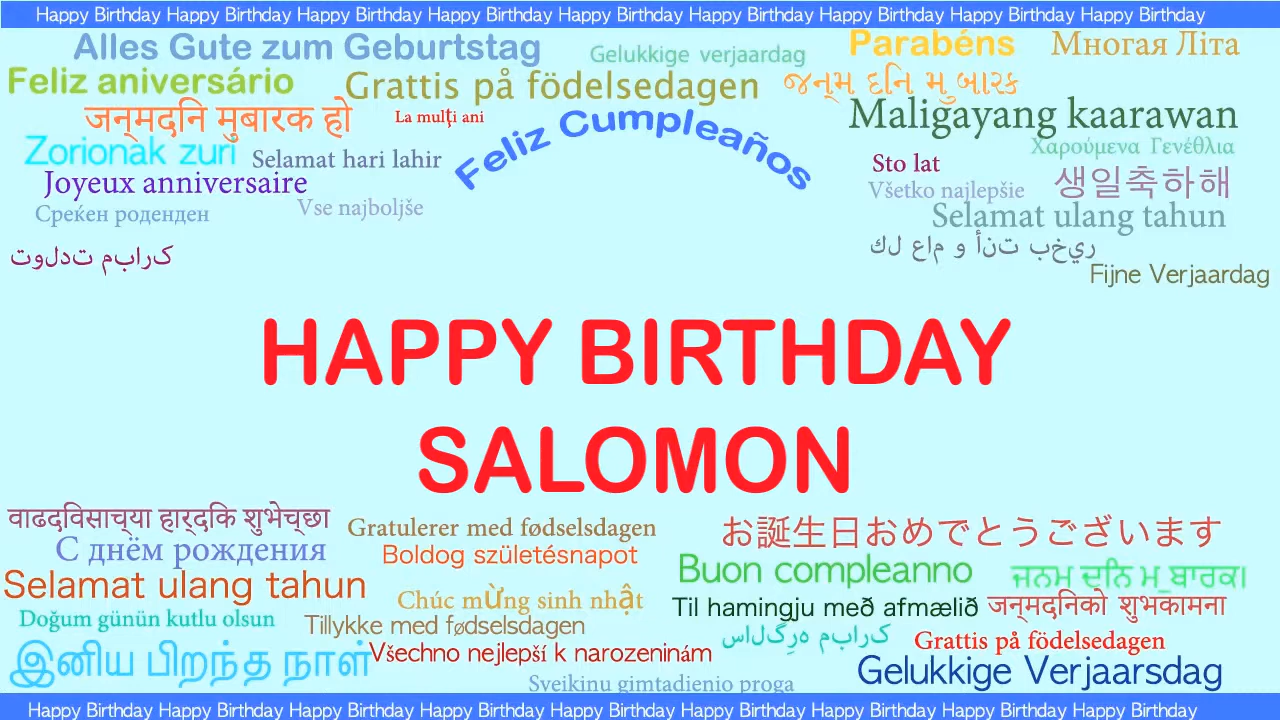 Happy Birthday Happy Birthday Happy Birthday Happy Birthday Happy Birthday Happy Birthday Happy Birthday Happy Birthday Happy Birthday
Alles Gute zum Geburtstag
Gelukkige verjaardag
Parabéns
Многая Літа
Feliz aniversário
Grattis på födelsedagen
જન્મ દિન મુબારક
जन्मदिन मुबारक हो
La mulţi ani
Feliz Cumpleaños
Maligayang kaarawan
Zorionak zuri
Selamat hari lahir
Χαρούμενα Γενέθλια
Joyeux anniversaire
Sto lat
생일축하해
Všetko najlepšie
Среќен роденден
Vse najboljše
Selamat ulang tahun
تولدت مبارک
كل عام و أنت بخير
Fijne Verjaardag
HAPPY BIRTHDAY
SALOMON
वाढदिवसाच्या हार्दिक शुभेच्छा
Gratulerer med fødselsdagen
お誕生日おめでとうございます
С днём рождения
Boldog születésnapot
Buon compleanno
ਜਨਮ ਦਿਨ ਮੁਬਾਰਕ।
Selamat ulang tahun
Chúc mừng sinh nhật
Til hamingju með afmælið
जन्मदिनको शुभकामना
Doğum günün kutlu olsun
Tillykke med fødselsdagen
سالگرہ مبارک
Grattis på födelsedagen
இனிய பிறந்த நாள்
Všechno nejlepší k narozeninám
Gelukkige Verjaarsdag
Sveikinu gimtadienio proga
Happy Birthday Happy Birthday Happy Birthday Happy Birthday Happy Birthday Happy Birthday Happy Birthday Happy Birthday Happy Birthday